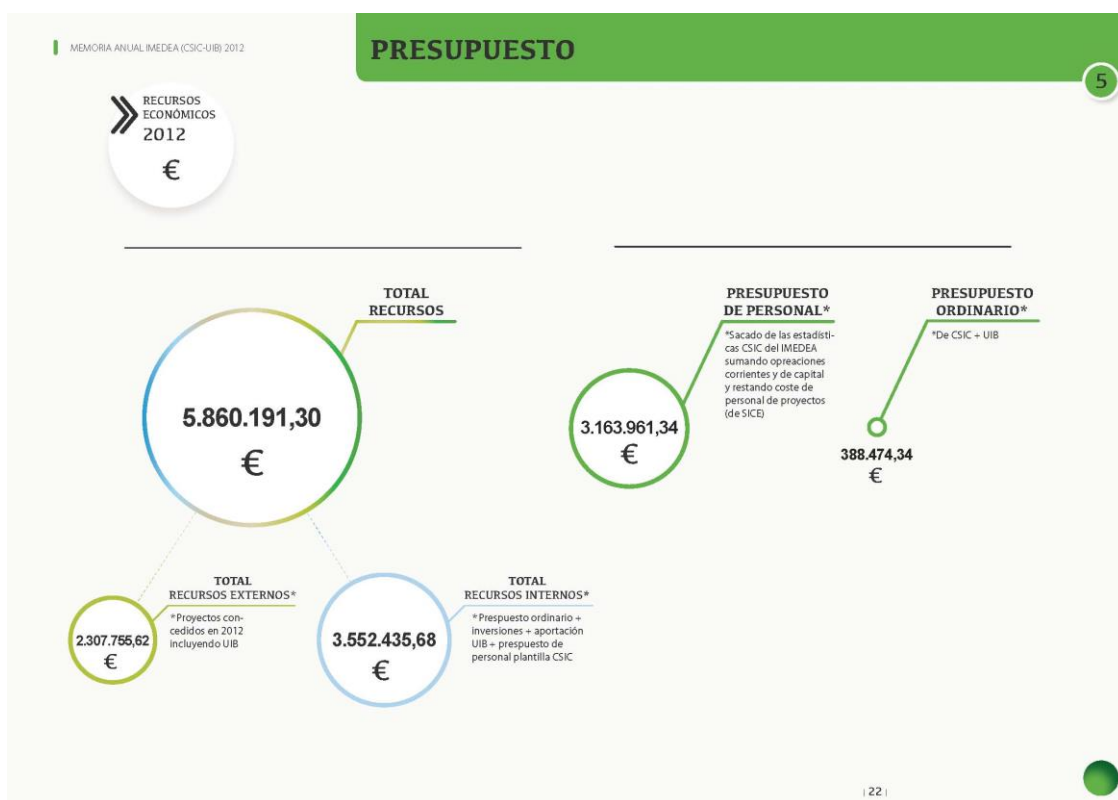 MEMORIA ANUAL IMEDEA (CSIC-UIB) 2012
PRESUPUESTO
5
RECURSOS
ECONÓMICOS
2012
€
TOTAL
RECURSOS
5.860.191,30
€
TOTAL
RECURSOS EXTERNOS*
*Proyectos con-
cedidos en 2012
incluyendo UIB
2.307.755,62
€
TOTAL
RECURSOS INTERNOS*
*Prespuesto ordinario +
inversiones + aportación
UIB + prespuesto de
personal plantilla CSIC
3.552.435,68
€
PRESUPUESTO
DE PERSONAL*
*Sacado de las estadísti-
cas CSIC del IMEDEA
sumando opreaciones
corrientes y de capital
y restando coste de
personal de proyectos
(de SICE)
3.163.961,34
€
PRESUPUESTO
ORDINARIO*
*De CSIC + UIB
388.474,34
€
| 22 |